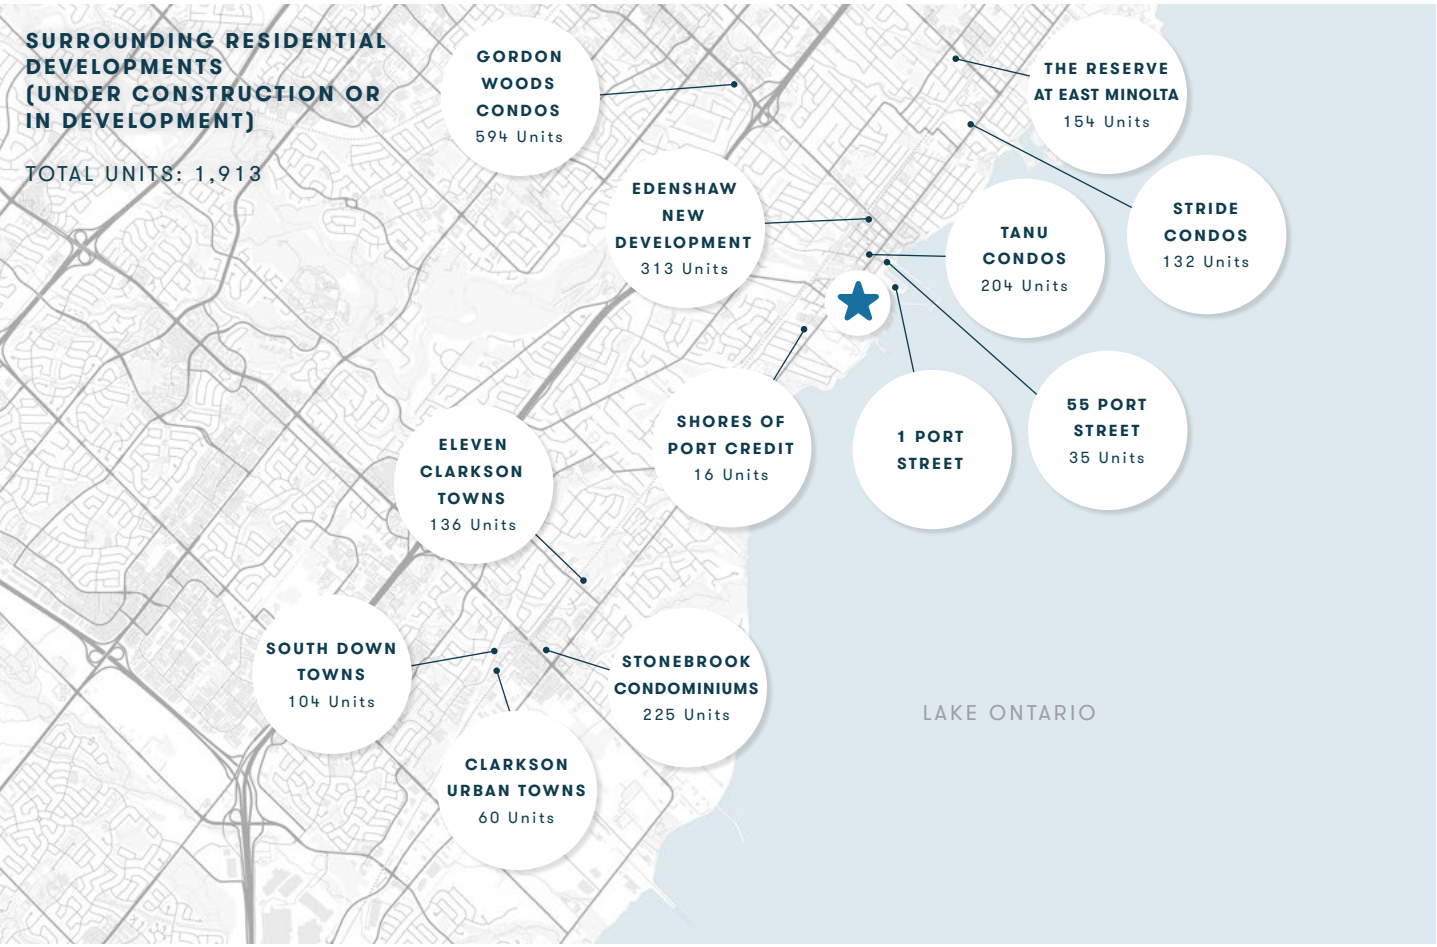 SURROUNDING RESIDENTIAL
DEVELOPMENTS
(UNDER CONSTRUCTION OR
IN DEVELOPMENT)
TOTAL UNITS: 1,913
GORDON
WOODS
CONDOS
594 Units
THE RESERVE
AT EAST MINOLTA
154 Units
EDENSHAW
NEW
DEVELOPMENT
313 Units
STRIDE
CONDOS
132 Units
TANU
CONDOS
204 Units
SHORES OF
PORT CREDIT
16 Units
1 PORT
STREET
55 PORT
STREET
35 Units
ELEVEN
CLARKSON
TOWNS
136 Units
SOUTH DOWN
TOWNS
104 Units
STONEBROOK
CONDOMINIUMS
225 Units
CLARKSON
URBAN TOWNS
60 Units
LAKE ONTARIO